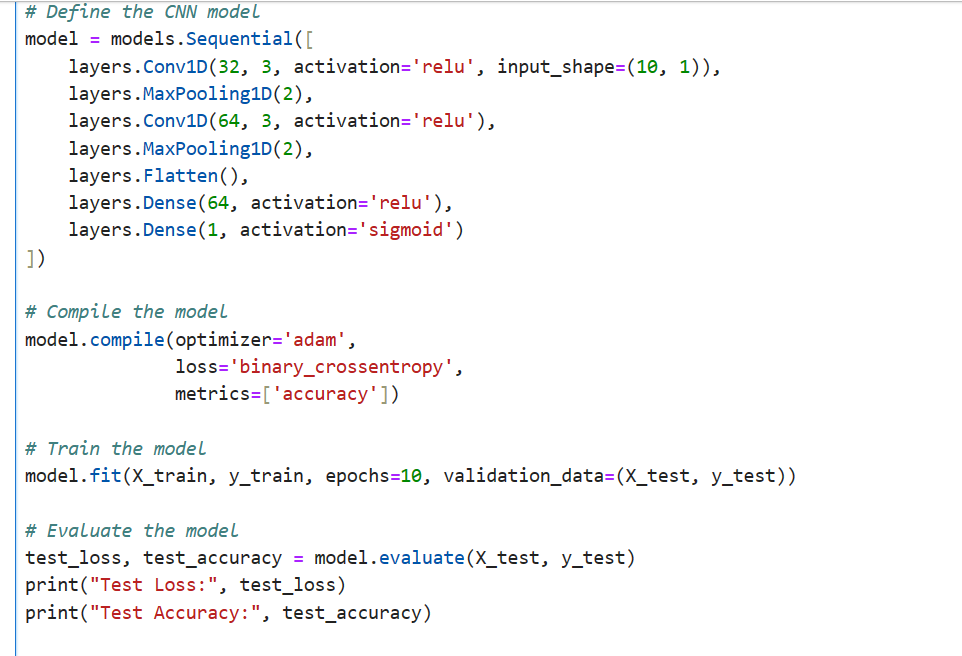 # Define the CNN model
model = models.Sequential([
    layers.Conv1D(32, 3, activation='relu', input_shape=(10, 1)),
    layers.MaxPooling1D(2),
    layers.Conv1D(64, 3, activation='relu'),
    layers.MaxPooling1D(2),
    layers.Flatten(),
    layers.Dense(64, activation='relu'),
    layers.Dense(1, activation='sigmoid')
])

# Compile the model
model.compile(optimizer='adam',
              loss='binary_crossentropy',
              metrics=['accuracy'])

# Train the model
model.fit(X_train, y_train, epochs=10, validation_data=(X_test, y_test))

# Evaluate the model
test_loss, test_accuracy = model.evaluate(X_test, y_test)
print("Test Loss:", test_loss)
print("Test Accuracy:", test_accuracy)